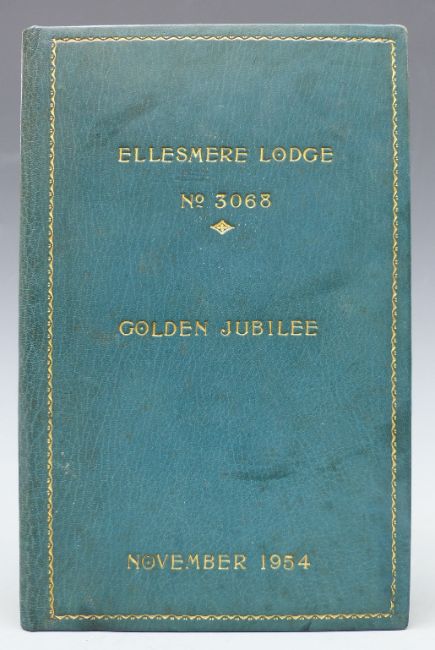 ELLESMERE LODGE
Nº 3068
GOLDEN JUBILEE
NOVEMBER 1954